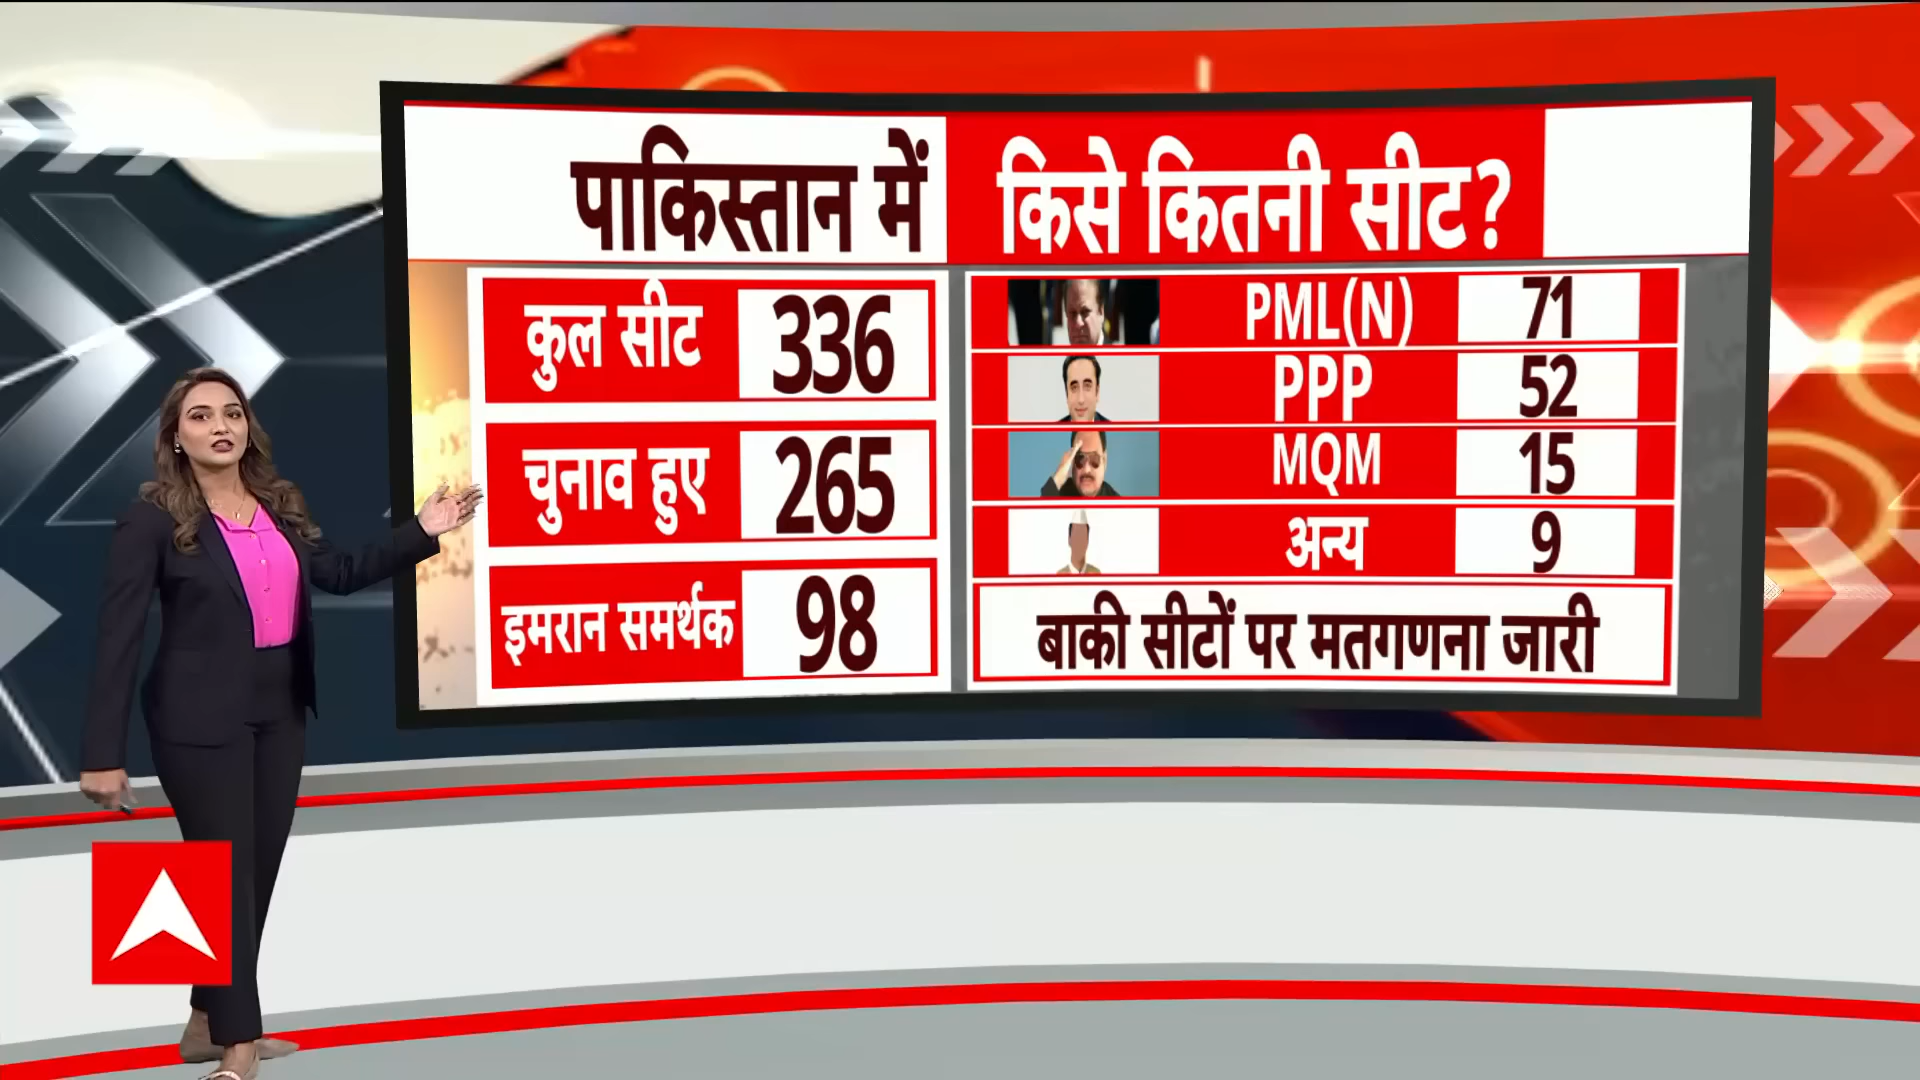 पाकिस्तान में किसे कितनी सीट?
कुल सीट 336
चुनाव हुए 265
इमरान समर्थक 98
PML(N) 71
PPP 52
MQM 15
अन्य 9
बाकी सीटों पर मतगणना जारी